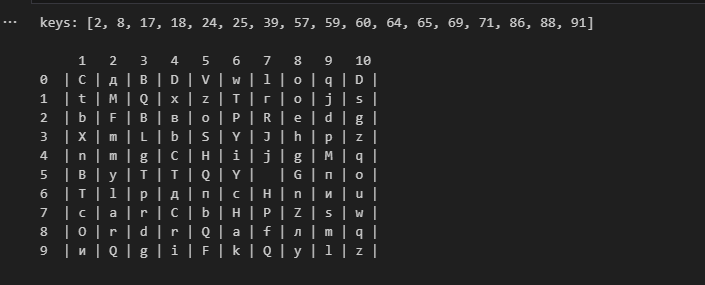 ... keys: [2, 8, 17, 18, 24, 25, 39, 57, 59, 60, 64, 65, 69, 71, 86, 88, 91]
1 2 3 4 5 6 7 8 9 10
0 | C | д | B | D | V | w | l | o | q | D |
1 | t | M | Q | x | z | T | г | o | j | s |
2 | b | F | B | в | o | P | R | e | d | g |
3 | X | m | L | b | S | Y | J | h | p | z |
4 | n | m | g | C | H | i | j | g | M | q |
5 | B | y | T | T | Q | Y |   | G | п | o |
6 | T | l | p | д | п | c | H | n | и | u |
7 | c | a | r | C | b | H | P | Z | s | w |
8 | O | r | d | r | Q | a | f | л | m | q |
9 | и | Q | g | i | F | k | Q | y | l | z |